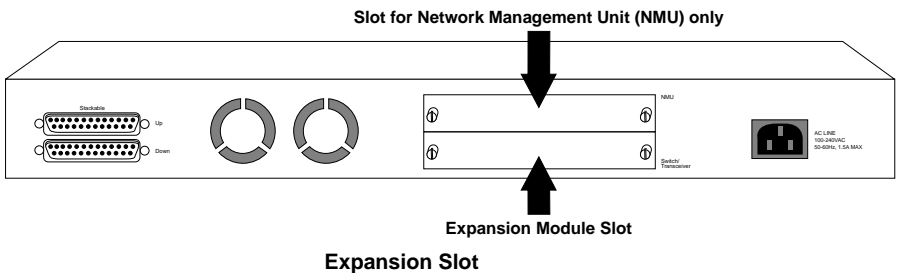 Slot for Network Management Unit (NMU) only
Stackable
Up
Down
NMU
Switch/
Transceiver
AC LINE
100-240VAC
50-60Hz, 1.5A MAX
Expansion Module Slot
Expansion Slot